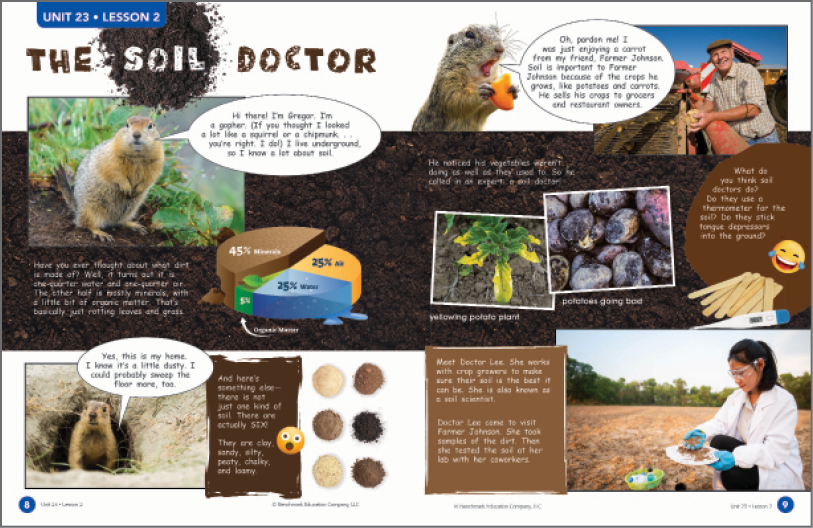 UNIT 23 • LESSON 2
THE SOIL DOCTOR
Hi there! I'm Gregor. I'm
a gopher. (If you thought I looked
a lot like a squirrel or a chipmunk. . .
you're right, I do!) I live underground,
so I know a lot about soil.
Have you ever thought about what dirt
is made of? Well, it turns out it is
one-quarter water and one-quarter air.
The other half is mostly minerals, with
a little bit of organic matter. That's
basically just rotting leaves and grass.
45% Minerals
25% Air
25% Water
5%
Organic Matter
Yes, this is my home.
I know it's a little dusty. I
could probably sweep the
floor more, too.
And here's
something else—
there is not
just one kind of
soil. There are
actually SIX!
They are clay,
sandy, silty,
peaty, chalky,
and loamy.
8 Unit 23 • Lesson 2
© Benchmark Education Company, LLC
Oh, pardon me! I
was just enjoying a carrot
from my friend, Farmer Johnson.
Soil is important to Farmer
Johnson because of the crops he
grows, like potatoes and carrots.
He sells his crops to grocers
and restaurant owners.
He noticed his vegetables weren't
doing as well as they used to. So he
called in an expert: a soil doctor.
What do
you think soil
doctors do?
Do they use a
thermometer for the
soil? Do they stick
tongue depressors
into the ground?
yellowing potato plant
potatoes going bad
Meet Doctor Lee. She works
with crop growers to make
sure their soil is the best it
can be. She is also known as
a soil scientist.
Doctor Lee came to visit
Farmer Johnson. She took
samples of the dirt. Then
she tested the soil at her
lab with her coworkers.
© Benchmark Education Company, LLC
Unit 23 • Lesson 2 9